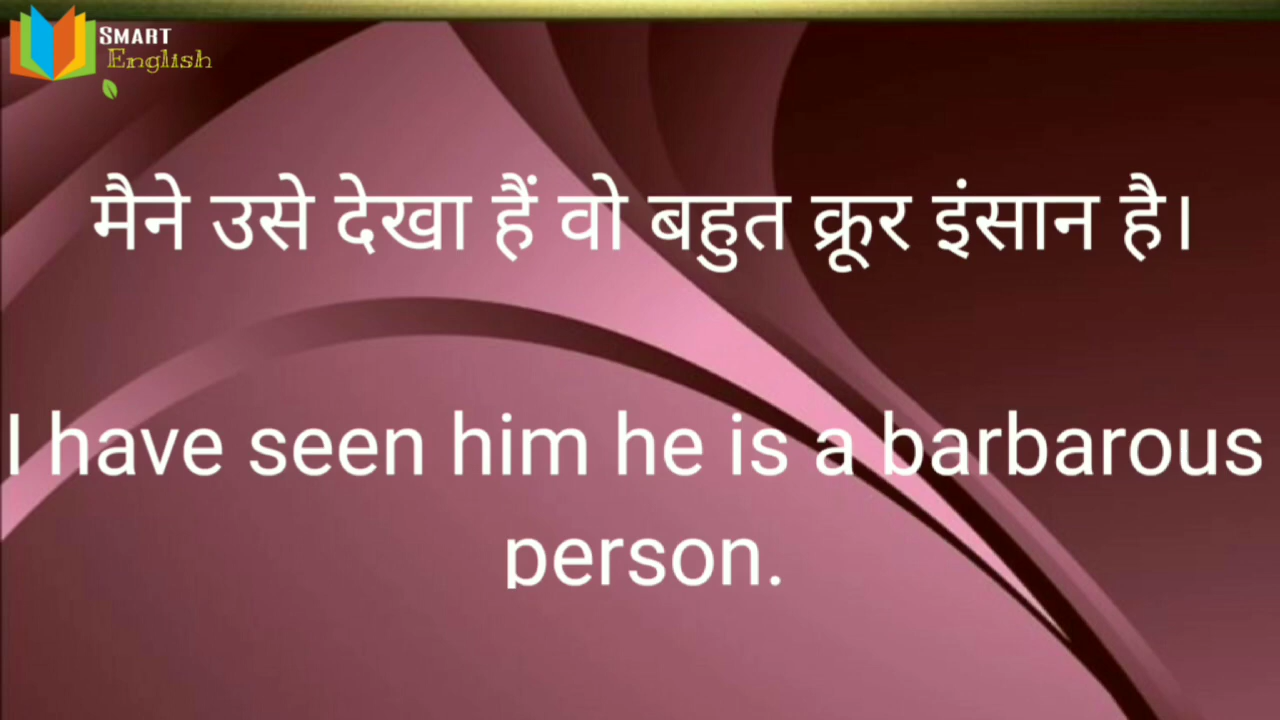 SMART
English
मैने उसे देखा हैं वो बहुत क्रूर इंसान है।
I have seen him he is a barbarous
person.